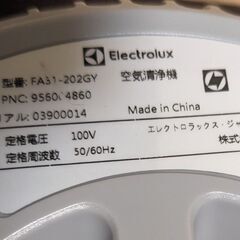 Electrolux
型番: FA31-202GY 空気清浄機
PNC: 9560 4860
リアル: 03900014 Made in China
定格電圧 100V エレクトロラックス・ジャ
定格周波数 50/60Hz 株式